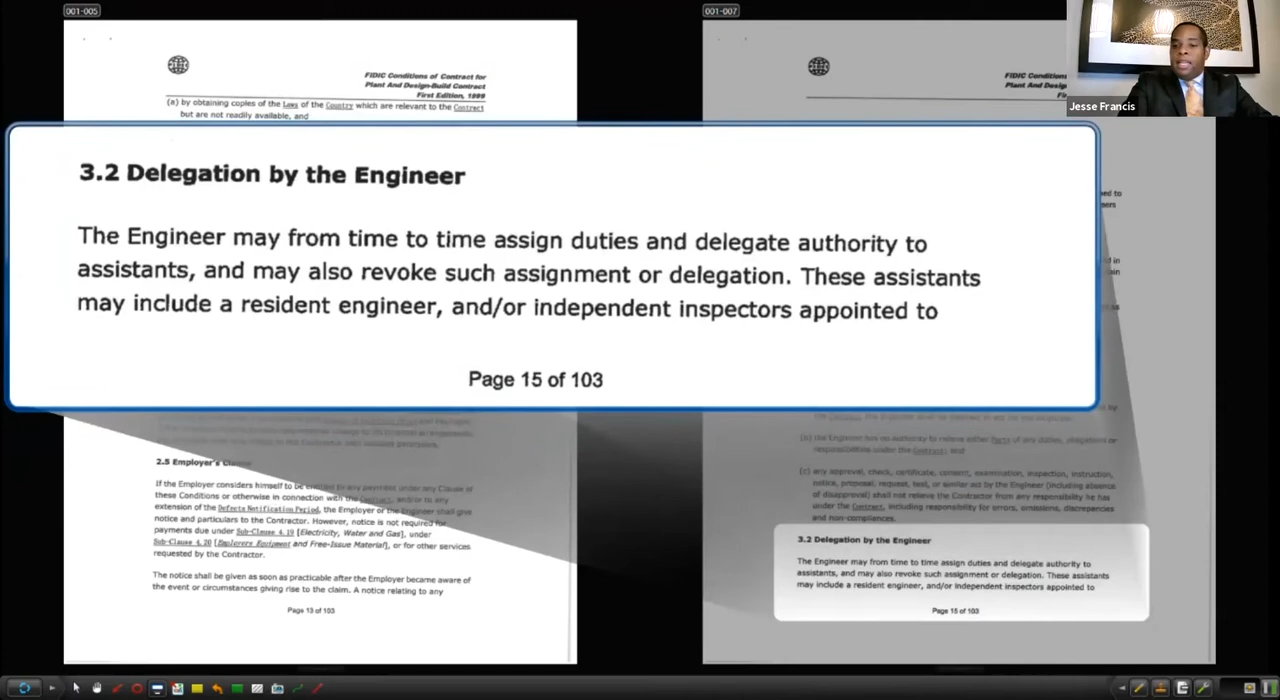 001-005
FIDIC Conditions of Contract for
Plant And Design-Build Contract
First Edition, 1999
(a) by obtaining copies of the Laws of the Country which are relevant to the Contract
but are not readily available, and
001-007
FIDIC Conditions
Plant And Desig
Fi
Jesse Francis
3.2 Delegation by the Engineer
The Engineer may from time to time assign duties and delegate authority to
assistants, and may also revoke such assignment or delegation. These assistants
may include a resident engineer, and/or independent inspectors appointed to
Page 15 of 103
2.5 Employer's
If the Employer considers himself to be entitled to any payment under any Clause of
these Conditions or otherwise in connection with the Contract, and/or to any
extension of the Defects Notification Period, the Employer or the Engineer shall give
notice and particulars to the Contractor. However, notice is not required for
payments due under Sub-Clause 4.19 [Electricity, Water and Gas], under
Sub-Clause 4.20 [Employers Equipment and Free-Issue Material], or for other services
requested by the Contractor.
The notice shall be given as soon as practicable after the Employer became aware of
the event or circumstances giving rise to the claim. A notice relating to any
Page 13 of 103
(b) the Engineer has no authority to relieve either Party of any duties, obligations or
responsibilities under the Contract; and
(c) any approval, check, certificate, consent, examination, inspection, instruction,
notice, proposal, request, test, or similar act by the Engineer (including absence
of disapproval) shall not relieve the Contractor from any responsibility he has
under the Contract, including responsibility for errors, omissions, discrepancies
and non-compliances.
3.2 Delegation by the Engineer
The Engineer may from time to time assign duties and delegate authority to
assistants, and may also revoke such assignment or delegation. These assistants
may include a resident engineer, and/or independent inspectors appointed to
Page 15 of 103